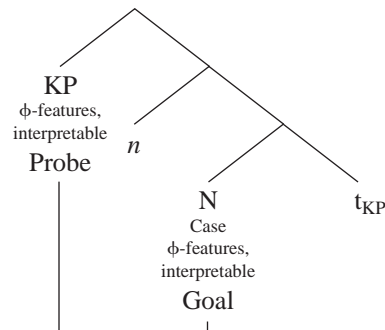 KP
ϕ-features,
interpretable
Probe
n
N
Case
ϕ-features,
interpretable
Goal
tKP